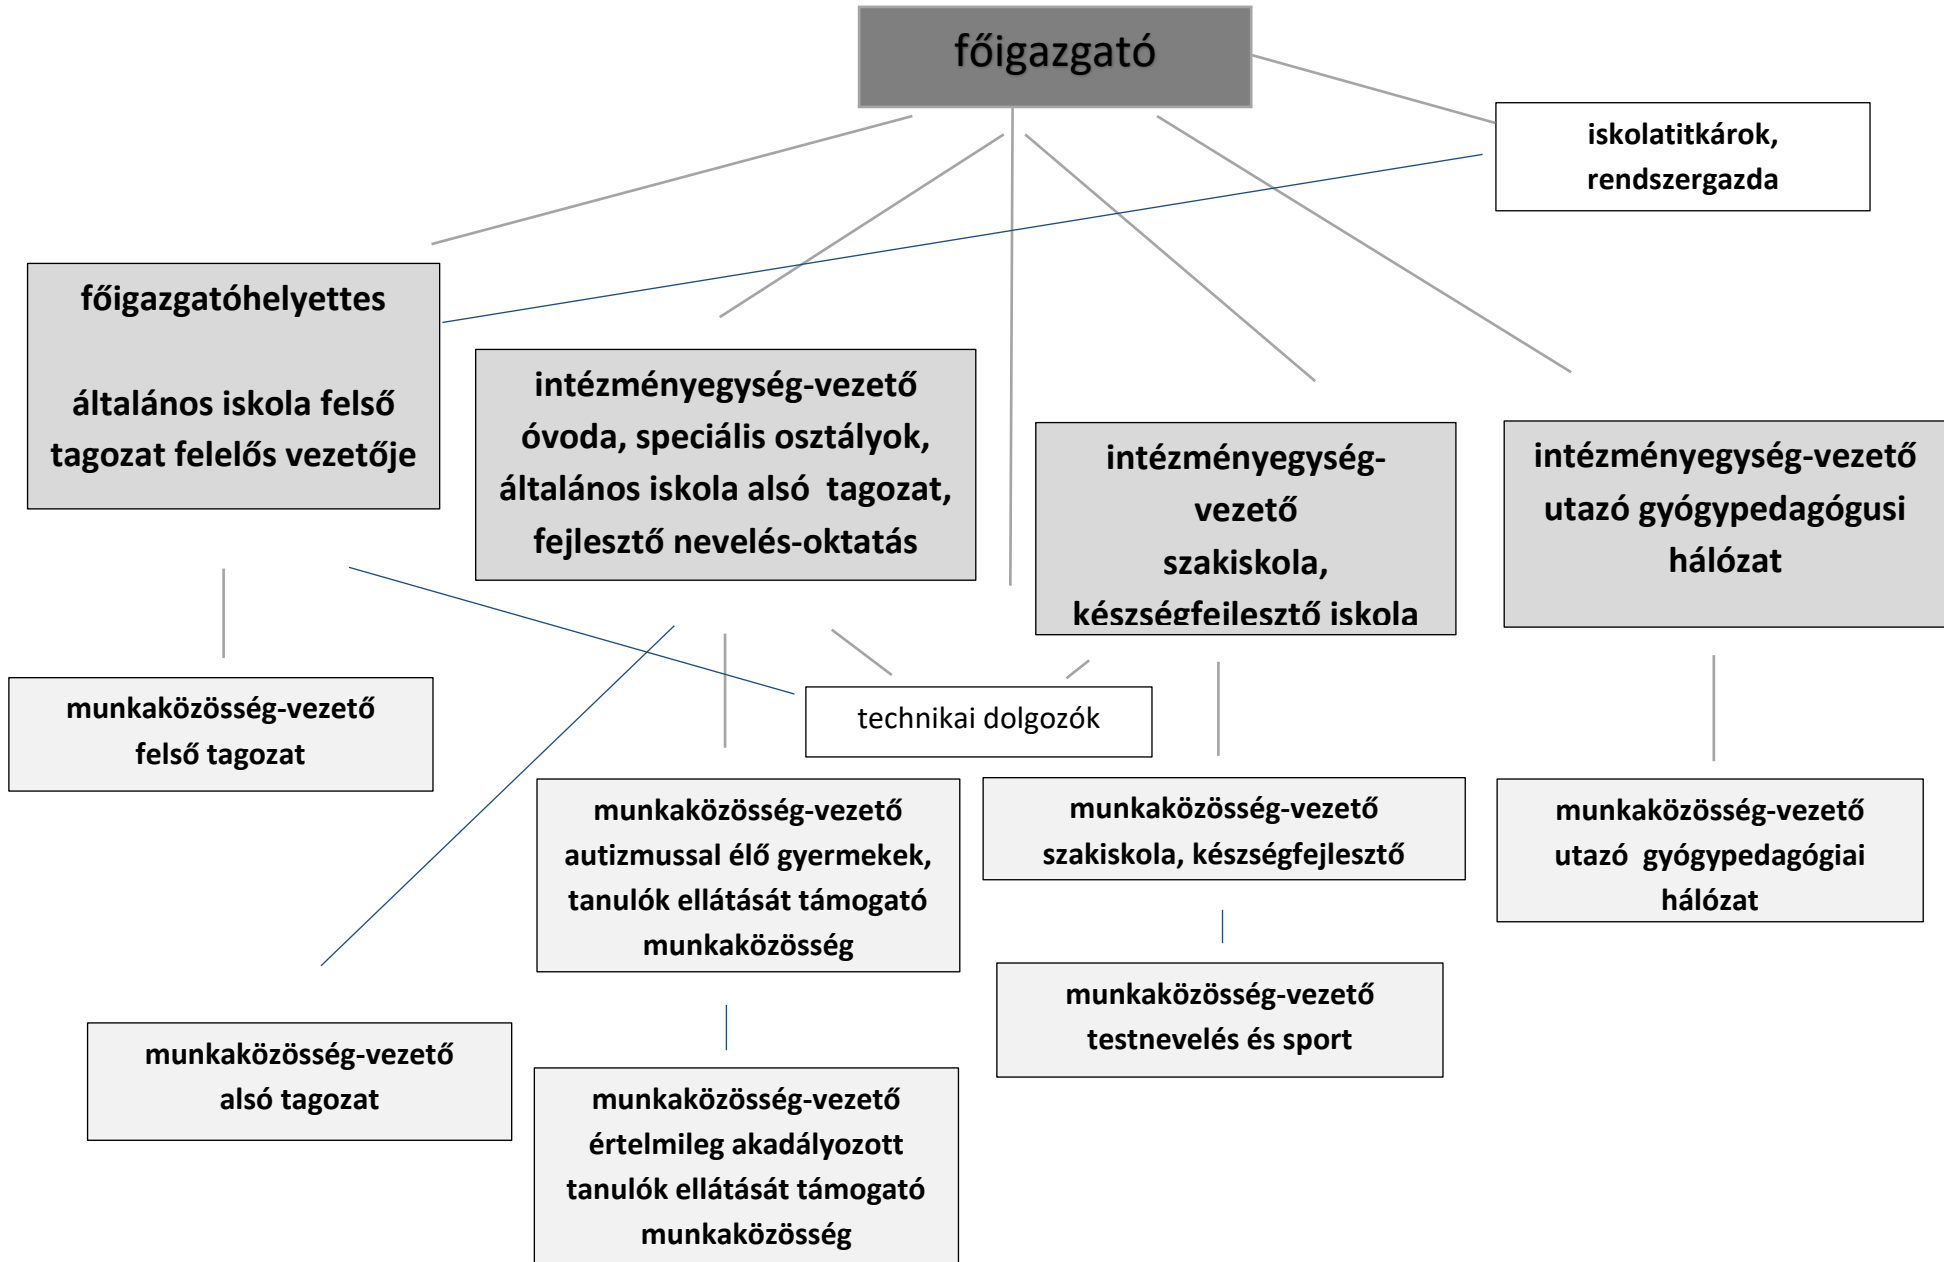 főigazgató
iskolatitkárok,
rendszergazda
főigazgatóhelyettes
általános iskola felső
tagozat felelős vezetője
intézményegység-vezető
óvoda, speciális osztályok,
általános iskola alsó  tagozat,
fejlesztő nevelés-oktatás
intézményegység-
vezető
szakiskola,
készségfejlesztő iskola
intézményegység-vezető
utazó gyógypedagógusi
hálózat
munkaközösség-vezető
felső tagozat
technikai dolgozók
munkaközösség-vezető
autizmussal élő gyermekek,
tanulók ellátását támogató
munkaközösség
munkaközösség-vezető
szakiskola, készségfejlesztő
munkaközösség-vezető
utazó  gyógypedagógiai
hálózat
munkaközösség-vezető
testnevelés és sport
munkaközösség-vezető
alsó tagozat
munkaközösség-vezető
értelmileg akadályozott
tanulók ellátását támogató
munkaközösség